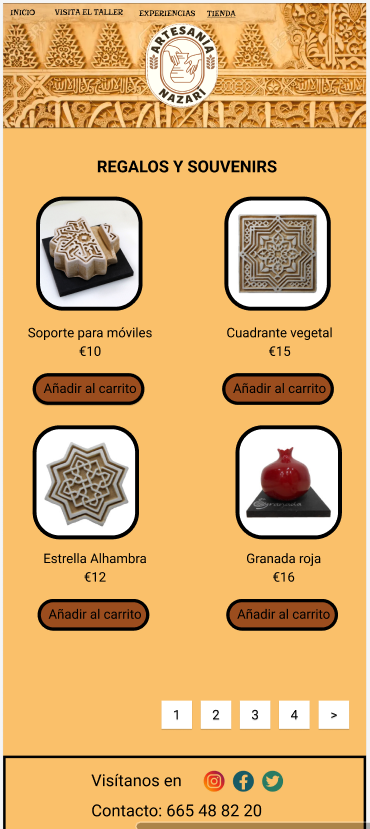 INICIO VISITA EL TALLER EXPERIENCIAS TIENDA
ARTESANIA
NAZARI
REGALOS Y SOUVENIRS
Soporte para móviles
€10
Cuadrante vegetal
€15
Añadir al carrito
Añadir al carrito
Granada
Estrella Alhambra
€12
Granada roja
€16
Añadir al carrito
Añadir al carrito
1 2 3 4 >
Visítanos en
Contacto: 665 48 82 20